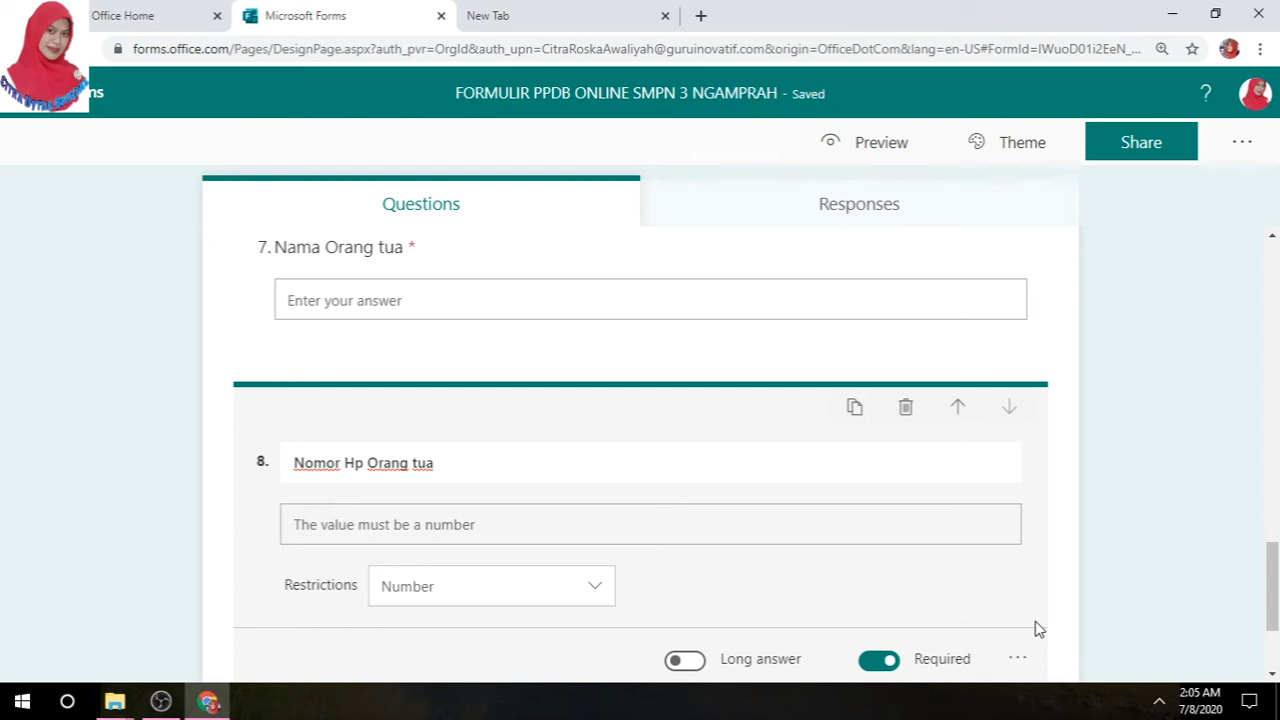 Office Home
Microsoft Forms
New Tab
forms.office.com/Pages/DesignPage.aspx?auth_pvr=OrgId&auth_upn=CitraRoskaAwaliyah@guruinovatif.com&origin=OfficeDotCom&lang=en-US#FormId=IWuoD01i2EeN_...
ns
FORMULIR PPDB ONLINE SMPN 3 NGAMPRAH - Saved
?
Preview
Theme
Share
Questions
Responses
7. Nama Orang tua *
Enter your answer
8.
Nomor Hp Orang tua
The value must be a number
Restrictions
Number
Long answer
Required
2:05 AM
7/8/2020